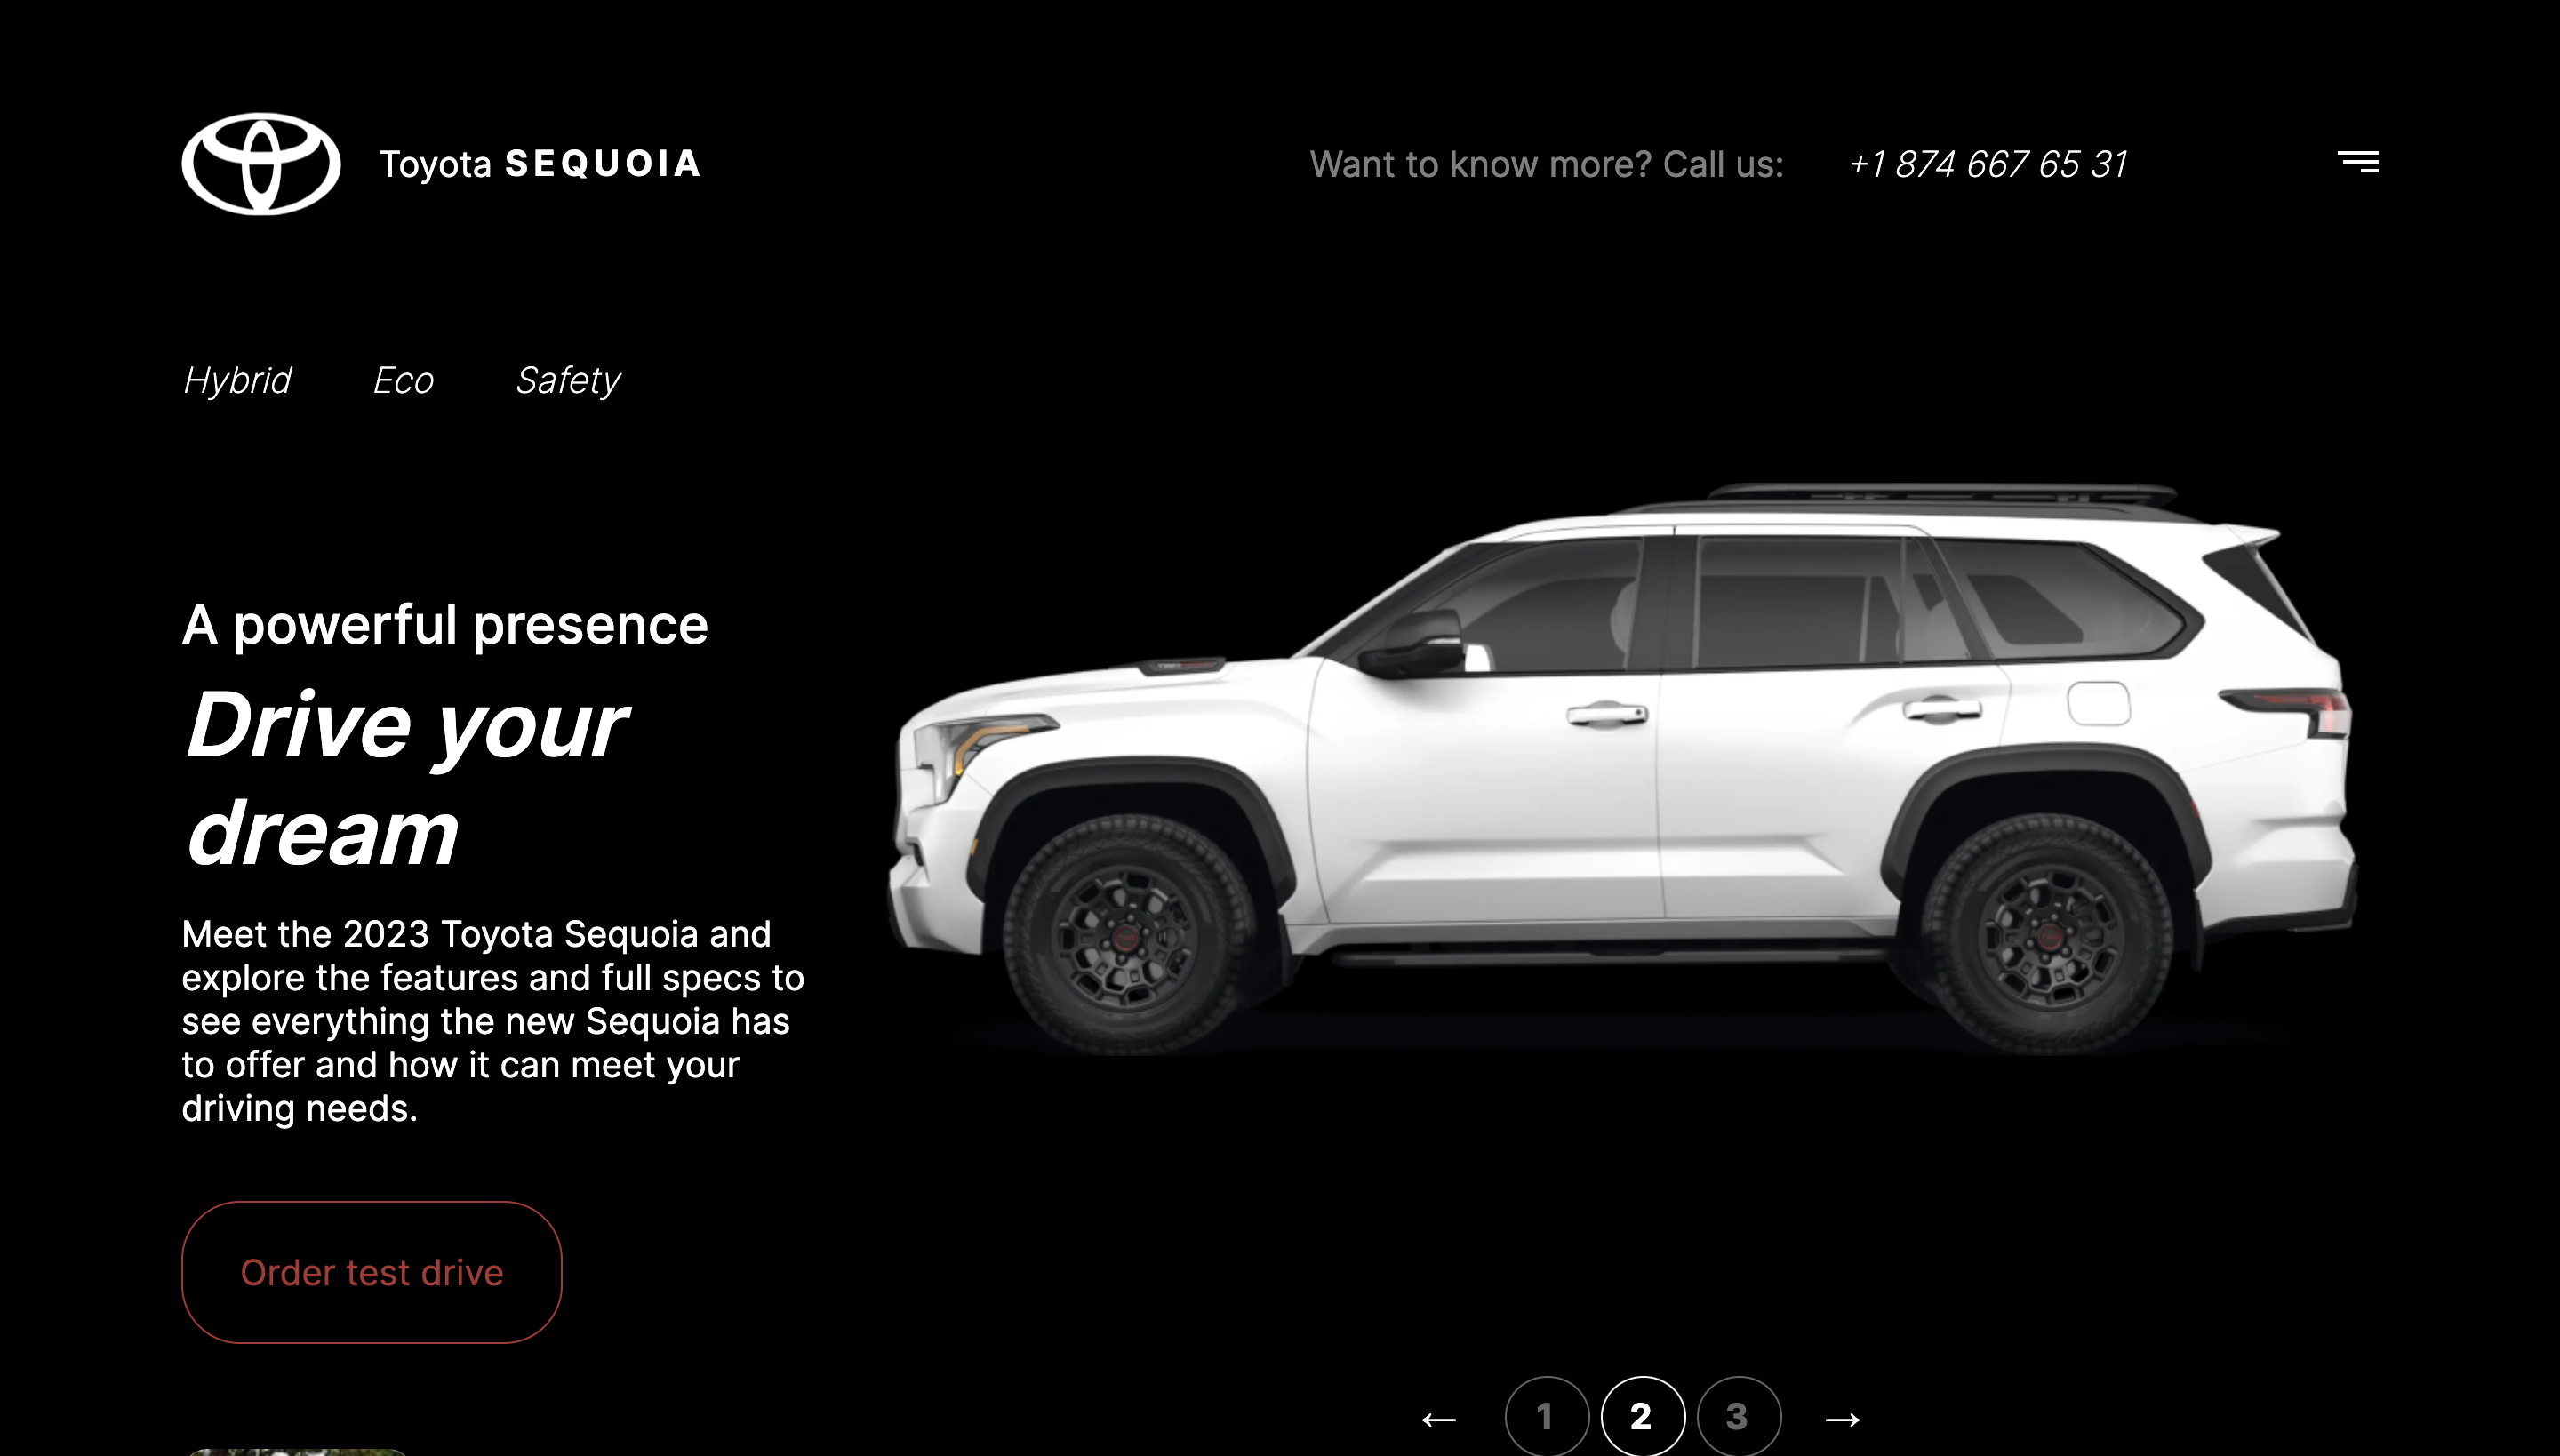 Toyota SEQUOIA
Want to know more? Call us:
+1 874 667 65 31
Hybrid
Eco
Safety
A powerful presence
Drive your
dream
Meet the 2023 Toyota Sequoia and
explore the features and full specs to
see everything the new Sequoia has
to offer and how it can meet your
driving needs.
Order test drive
← 1 2 3 →